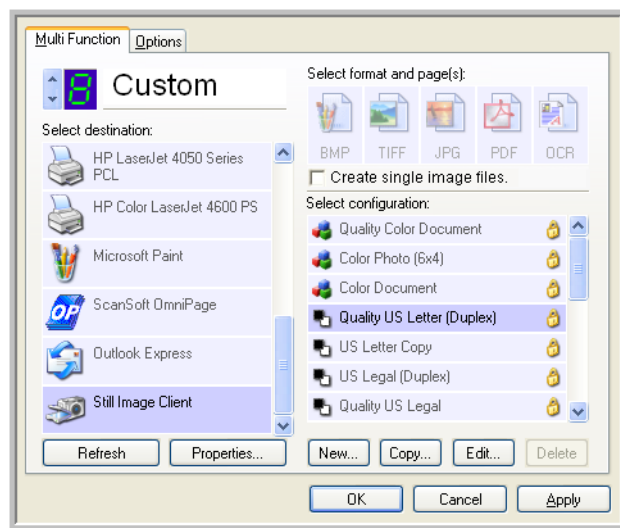 Multi Function
Options
8
Custom
Select destination:
HP LaserJet 4050 Series
PCL
HP Color LaserJet 4600 PS
Microsoft Paint
OP
ScanSoft OmniPage
Outlook Express
Still Image Client
Refresh
Properties...
Select format and page(s):
BMP TIFF JPG PDF OCR
Create single image files.
Select configuration:
Quality Color Document
Color Photo (6x4)
Color Document
Quality US Letter (Duplex)
US Letter Copy
US Legal (Duplex)
Quality US Legal
New...
Copy...
Edit...
Delete
OK
Cancel
Apply